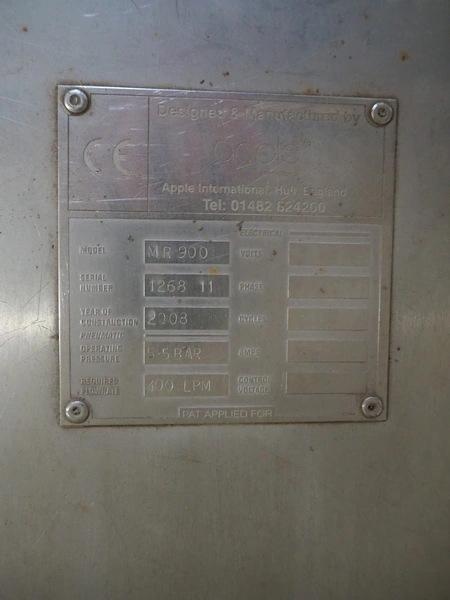 Designed & Manufactured by
CE
Apple International, Hull, England
Tel: 01482 824200
ELECTRICAL
MODEL MR 900 VOLTS
SERIAL NUMBER 1268 11 PHASE
YEAR OF CONSTRUCTION 2008 CYCLES
PNEUMATIC
OPERATING PRESSURE 5-5 BAR AMPS
REQUIRED LPM CONTROL VOLTAGE
PAT APPLIED FOR